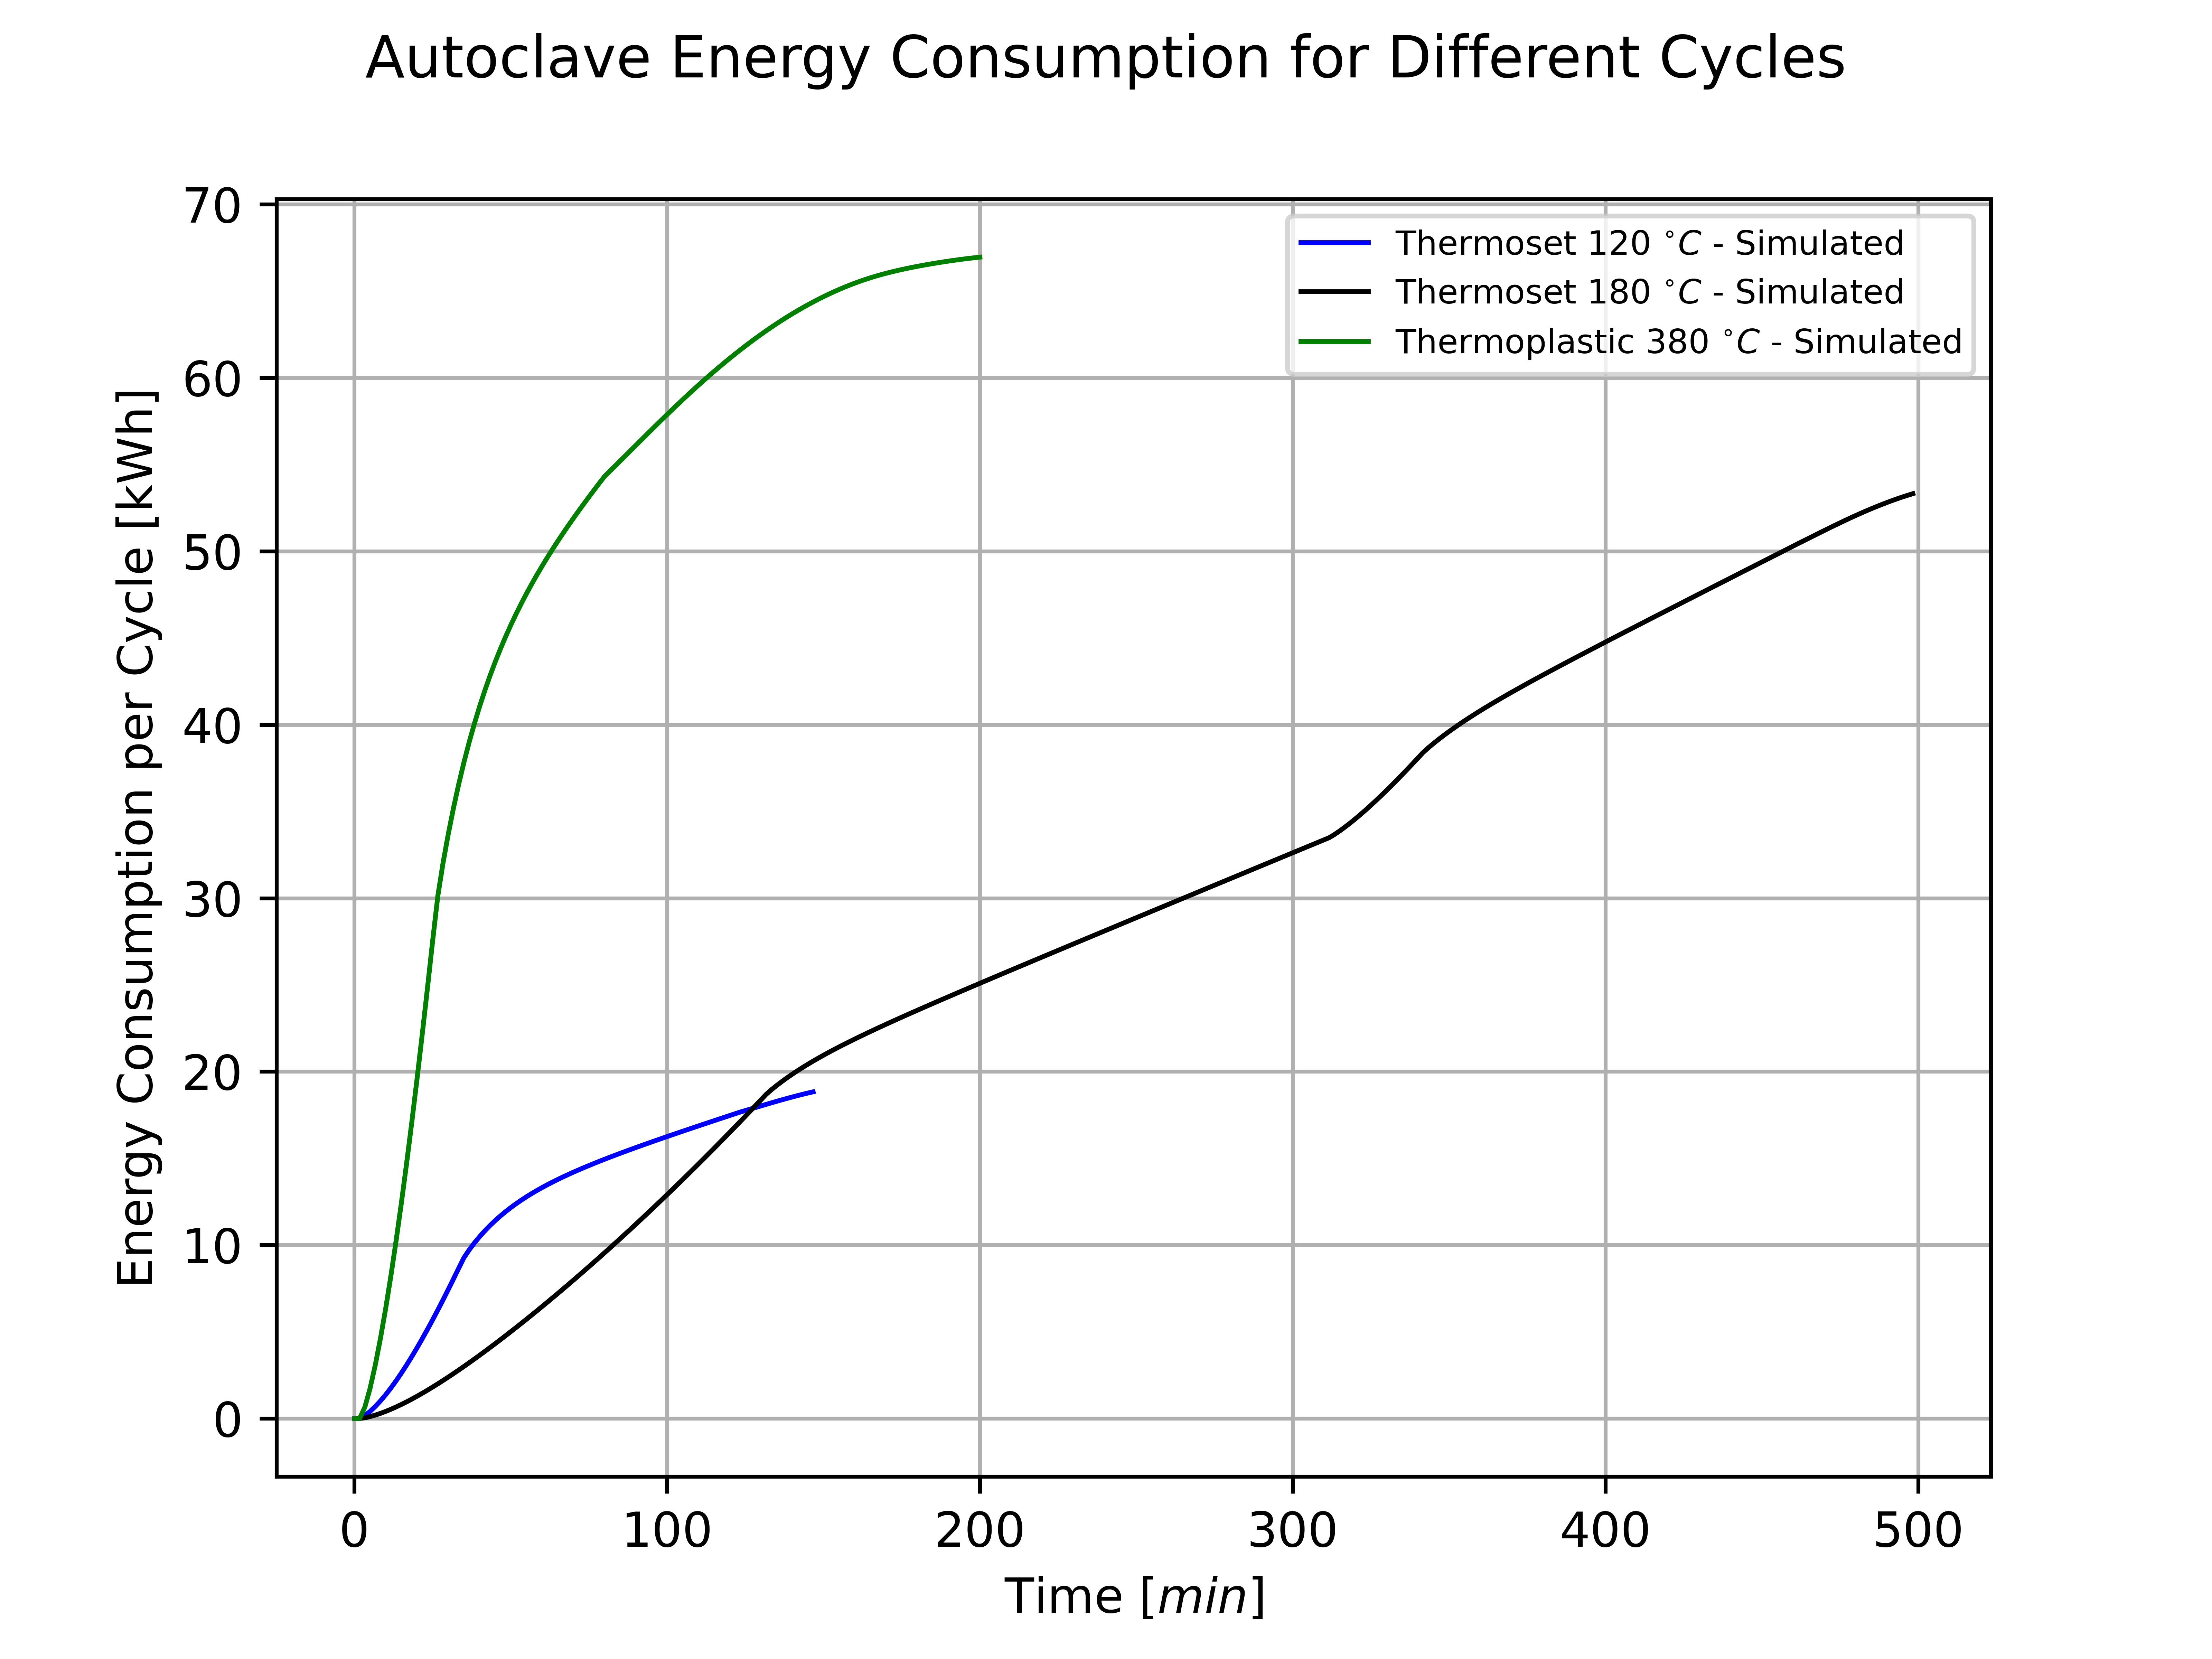 Autoclave Energy Consumption for Different Cycles
Energy Consumption per Cycle [kWh]
70
60
50
40
30
20
10
0
Thermoset 120 °C - Simulated
Thermoset 180 °C - Simulated
Thermoplastic 380 °C - Simulated
0 100 200 300 400 500
Time [min]